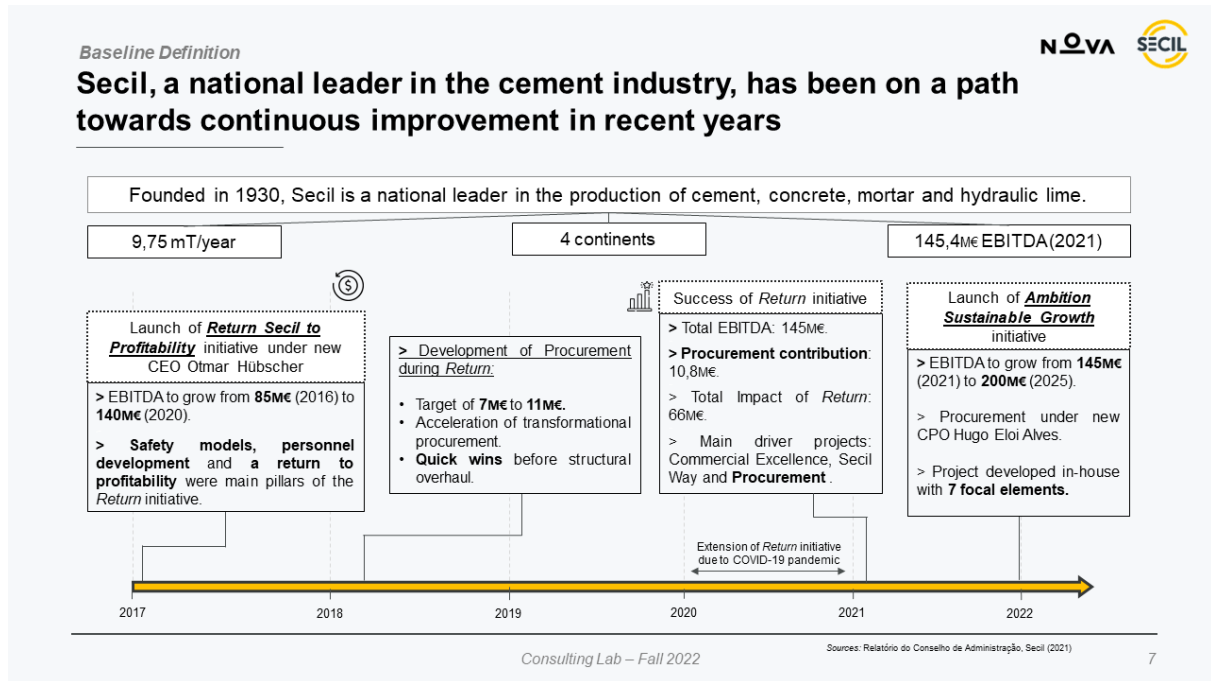 Baseline Definition
NOVA
SECIL
Secil, a national leader in the cement industry, has been on a path
towards continuous improvement in recent years
Founded in 1930, Secil is a national leader in the production of cement, concrete, mortar and hydraulic lime.
9,75 mT/year
4 continents
145,4M€ EBITDA(2021)
Launch of Return Secil to
Profitability initiative under new
CEO Otmar Hübscher
> EBITDA to grow from 85M€ (2016) to
140M€ (2020).
> Safety models, personnel
development and a return to
profitability were main pillars of the
Return initiative.
> Development of Procurement
during Return:
• Target of 7M€ to 11M€.
• Acceleration of transformational
procurement.
• Quick wins before structural
overhaul.
Success of Return initiative
> Total EBITDA: 145M€.
> Procurement contribution:
10,8M€.
> Total Impact of Return:
66M€.
> Main driver projects:
Commercial Excellence, Secil
Way and Procurement .
Launch of Ambition
Sustainable Growth
initiative
> EBITDA to grow from 145M€
(2021) to 200M€ (2025).
> Procurement under new
CPO Hugo Eloi Alves.
> Project developed in-house
with 7 focal elements.
Extension of Return initiative
due to COVID-19 pandemic
2017
2018
2019
2020
2021
2022
Sources: Relatório do Conselho de Administração, Secil (2021)
Consulting Lab – Fall 2022
7